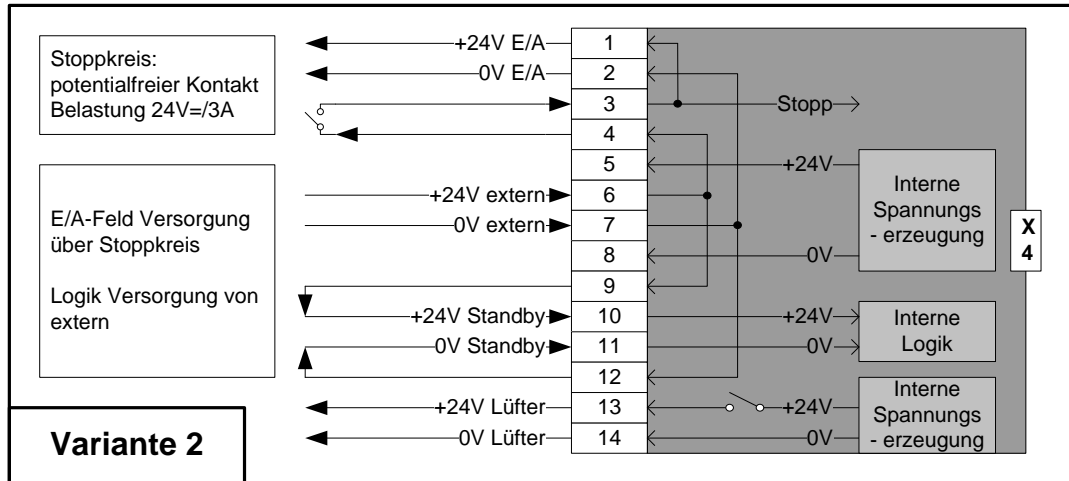 Stoppkreis:
potentialfreier Kontakt
Belastung 24V=/3A
E/A-Feld Versorgung
über Stoppkreis
Logik Versorgung von
extern
Variante 2
+24V E/A
0V E/A
+24V extern
0V extern
+24V Standby
0V Standby
+24V Lüfter
0V Lüfter
1
2
3
4
5
6
7
8
9
10
11
12
13
14
Stopp
+24V
0V
+24V
0V
+24V
0V
Interne
Spannungs
- erzeugung
Interne
Logik
Interne
Spannungs
- erzeugung
X
4